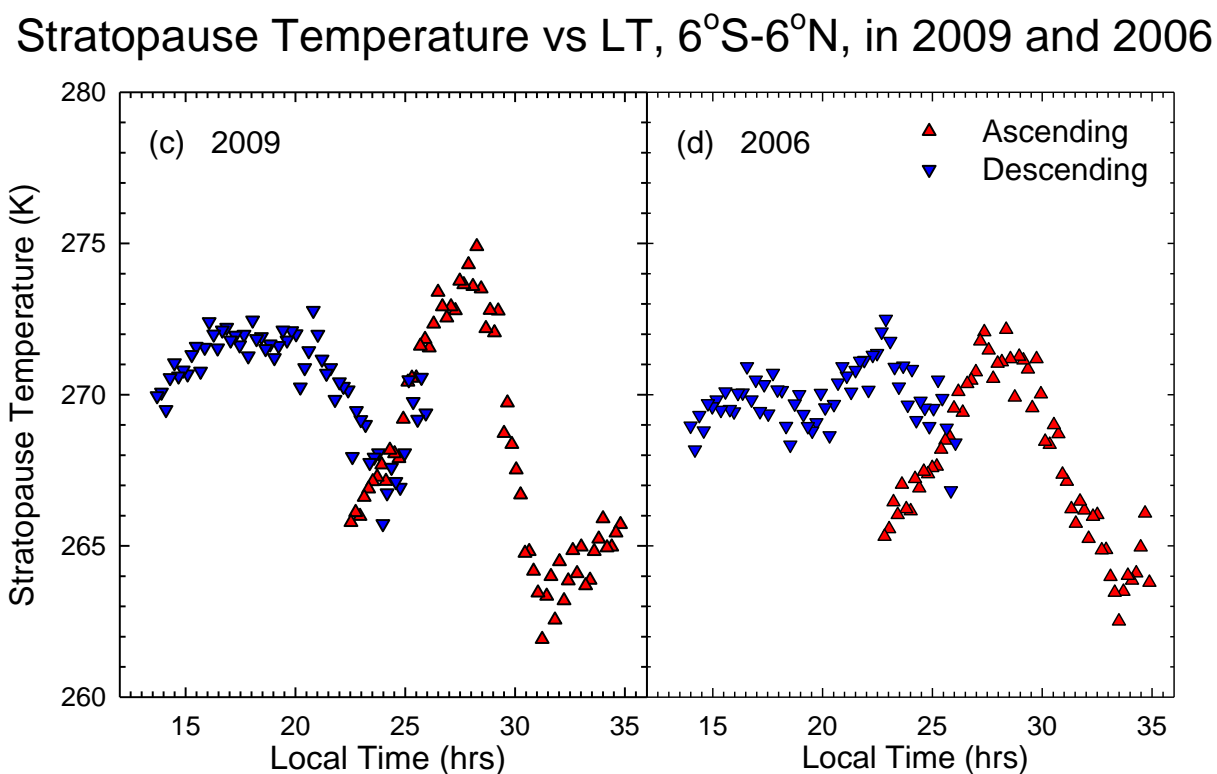 Stratopause Temperature vs LT, 6°S-6°N, in 2009 and 2006
Stratopause Temperature (K)
280
275
270
265
260
(c) 2009
15 20 25 30 35
Local Time (hrs)
(d) 2006
Ascending
Descending
15 20 25 30 35
Local Time (hrs)